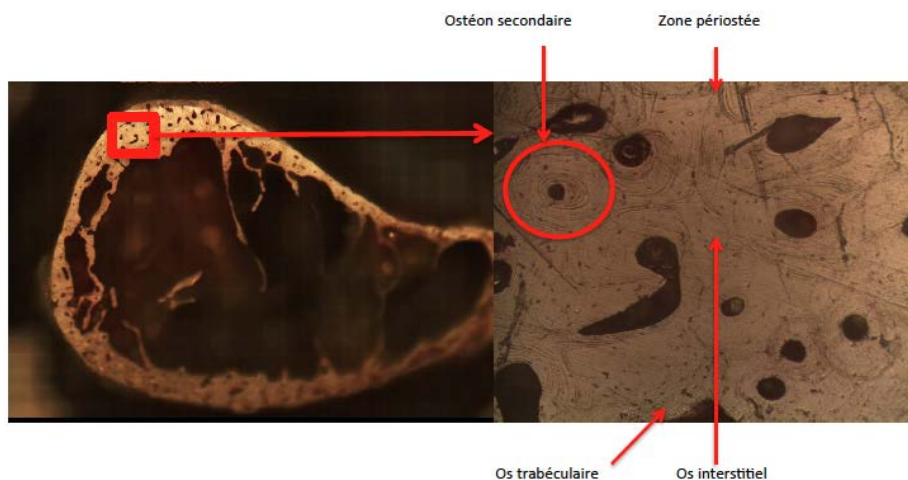 Ostéon secondaire
Zone périostée
Os trabéculaire
Os interstitiel